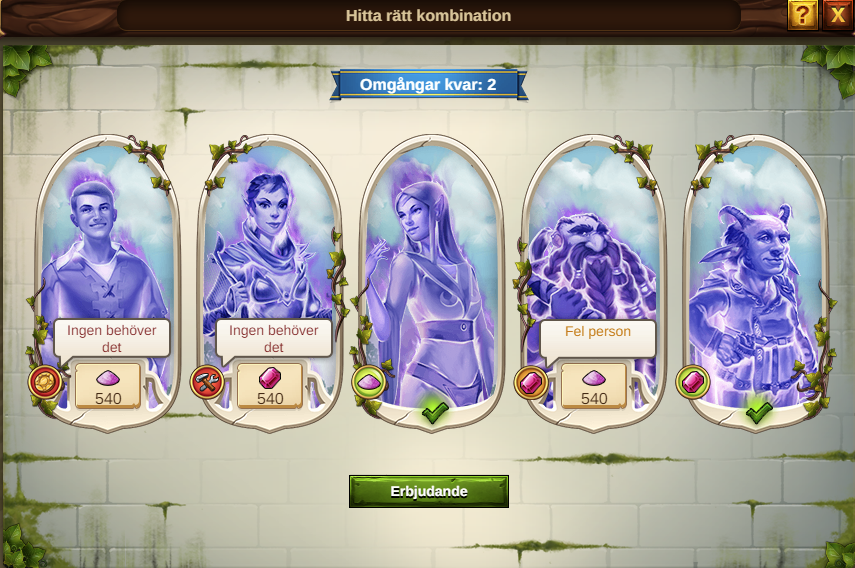 Hitta rätt kombination
?
X
Omgångar kvar: 2
Ingen behöver
det
540
Ingen behöver
det
540
Fel person
540
Erbjudande